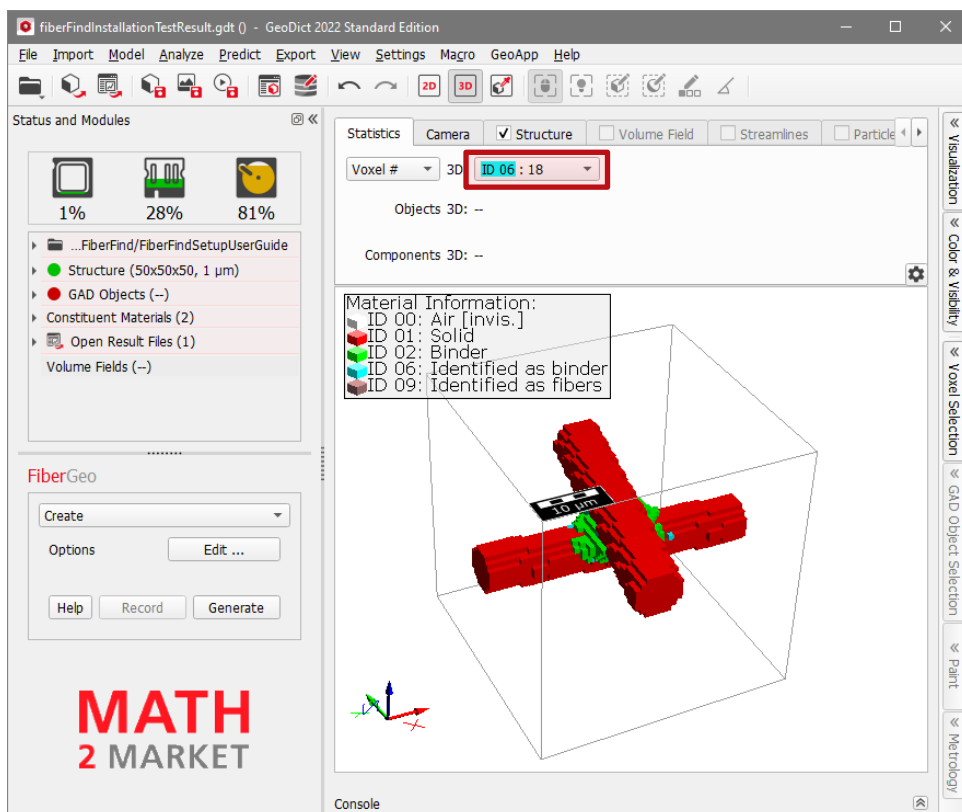 fiberFindInstallationTestResult.gdt () - GeoDict 2022 Standard Edition
File Import Model Analyze Predict Export View Settings Macro GeoApp Help
2D 3D
Status and Modules
1% 28% 81%
...FiberFind/FiberFindSetupUserGuide
Structure (50x50x50, 1 µm)
GAD Objects (--)
Constituent Materials (2)
Open Result Files (1)
Volume Fields (--)
FiberGeo
Create
Options Edit ...
Help Record Generate
MATH
2 MARKET
Statistics Camera Structure Volume Field Streamlines Particle
Voxel # 3D ID 06 : 18
Objects 3D: --
Components 3D: --
Material Information:
ID 00: Air [invis.]
ID 01: Solid
ID 02: Binder
ID 06: Identified as binder
ID 09: Identified as fibers
10 µm
X
Console
Visualization
Color & Visibility
Voxel Selection
GAD Object Selection
Paint
Metrology